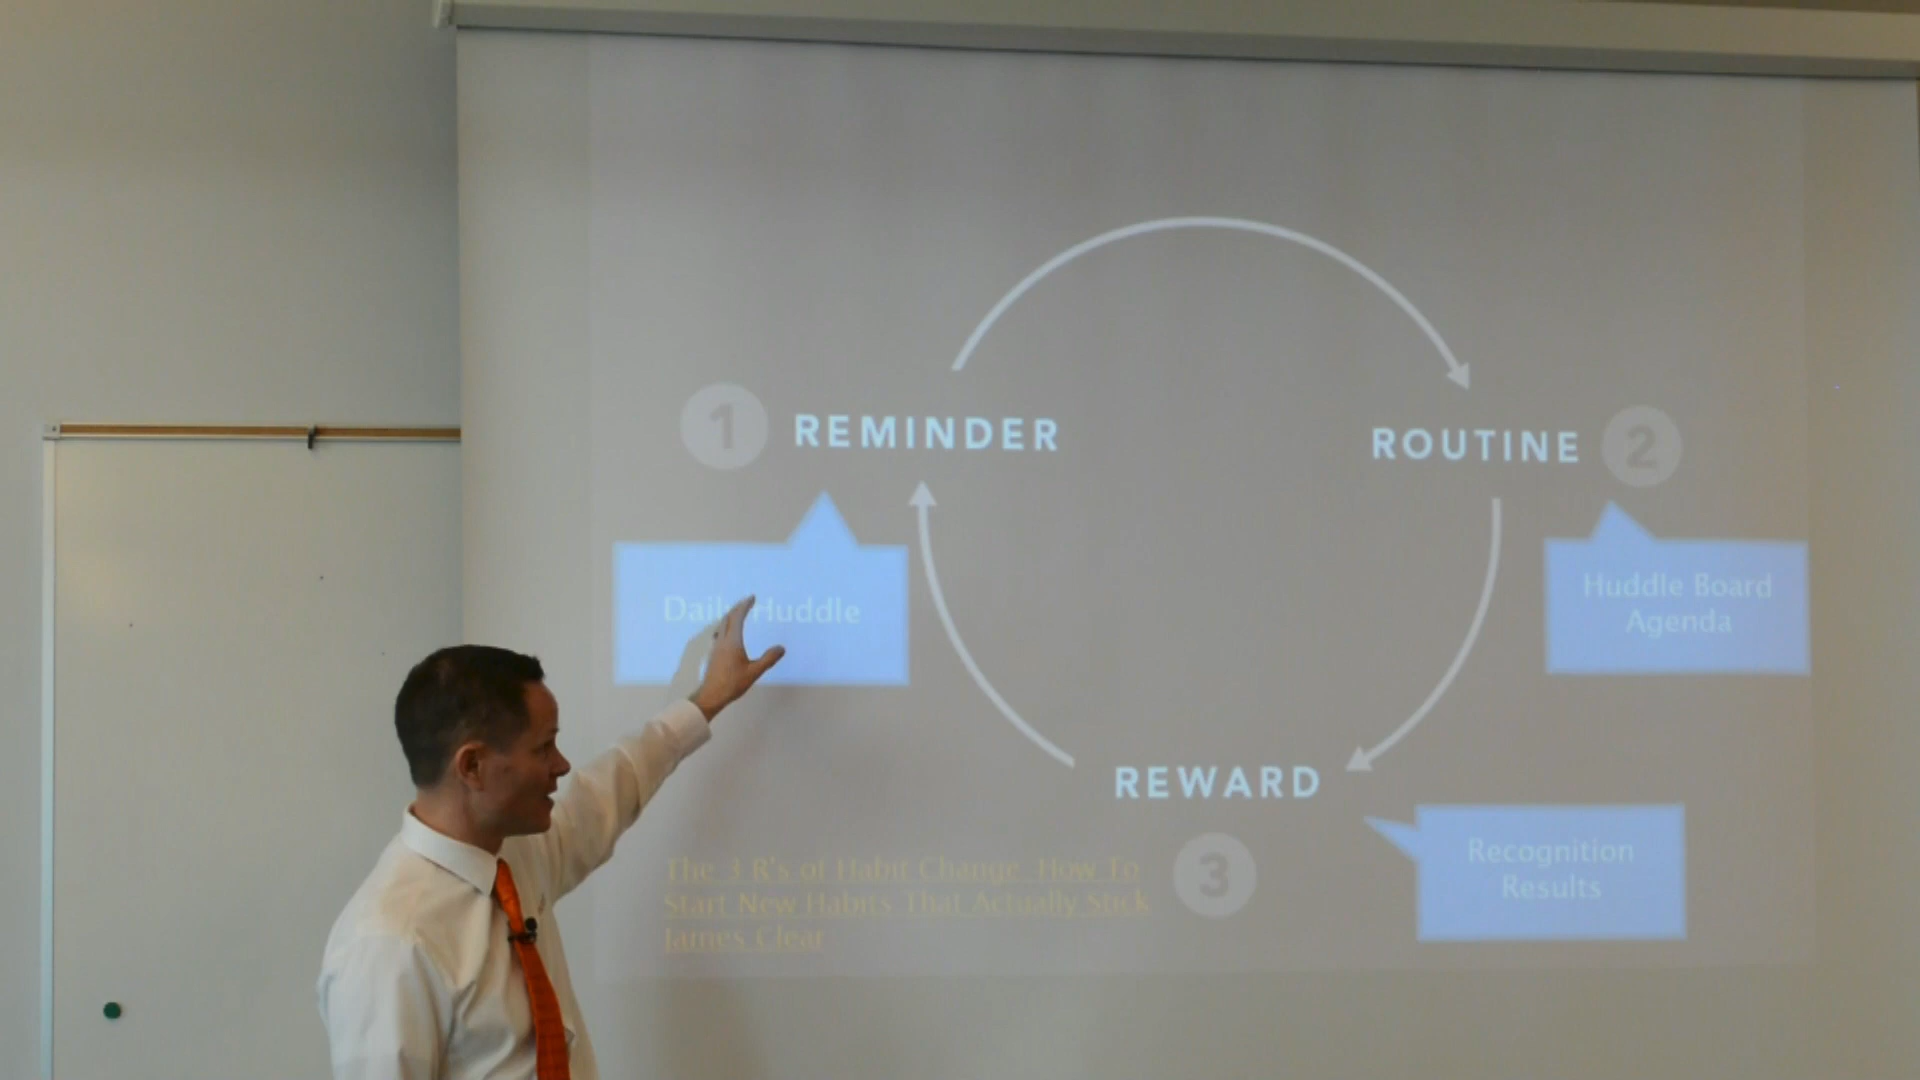 1 REMINDER
ROUTINE 2
Daily Huddle
Huddle Board
Agenda
REWARD
3
Recognition
Results
The 3 R's of Habit Change How To
Start New Habits That Actually Stick
James Clear